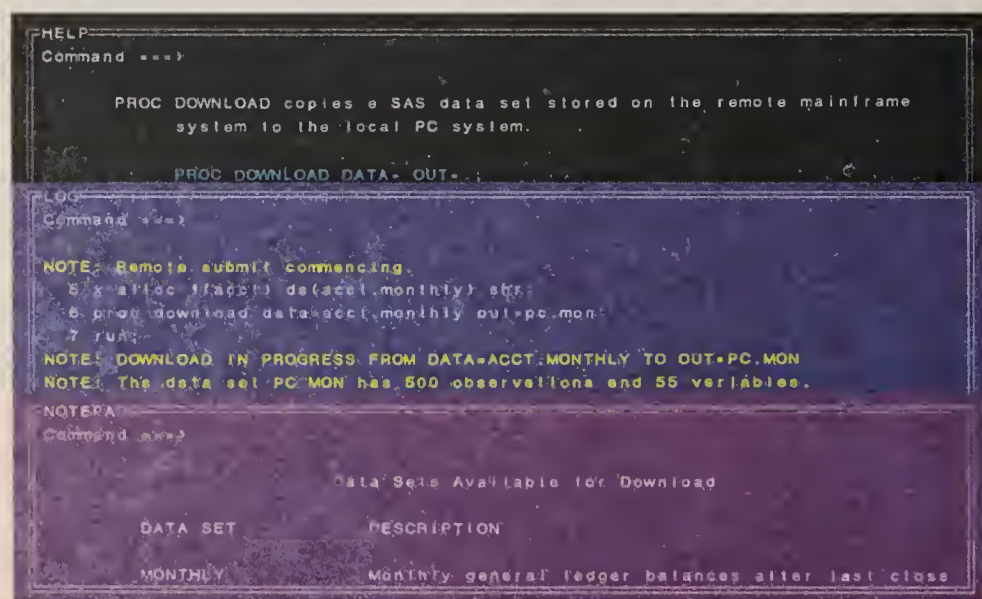 HELP
Command ===>
PROC DOWNLOAD copies e SAS data set stored on the remote mainframe
system to the local PC system.
PROC DOWNLOAD DATA= OUT= ;
LOG
Command ===>
NOTE: Remote submit commencing.
5 x alloc f(acct) da(acct.monthly) shr;
6 proc download data=acct.monthly out=pc.mon;
7 run;
NOTE: DOWNLOAD IN PROGRESS FROM DATA=ACCT.MONTHLY TO OUT=PC.MON
NOTE: The data set PC.MON has 500 observations and 55 variables.
NOTEPAD
Command ===>
Data Sets Available for Download
DATA SET DESCRIPTION
MONTHLY Monthly general ledger balances after last close